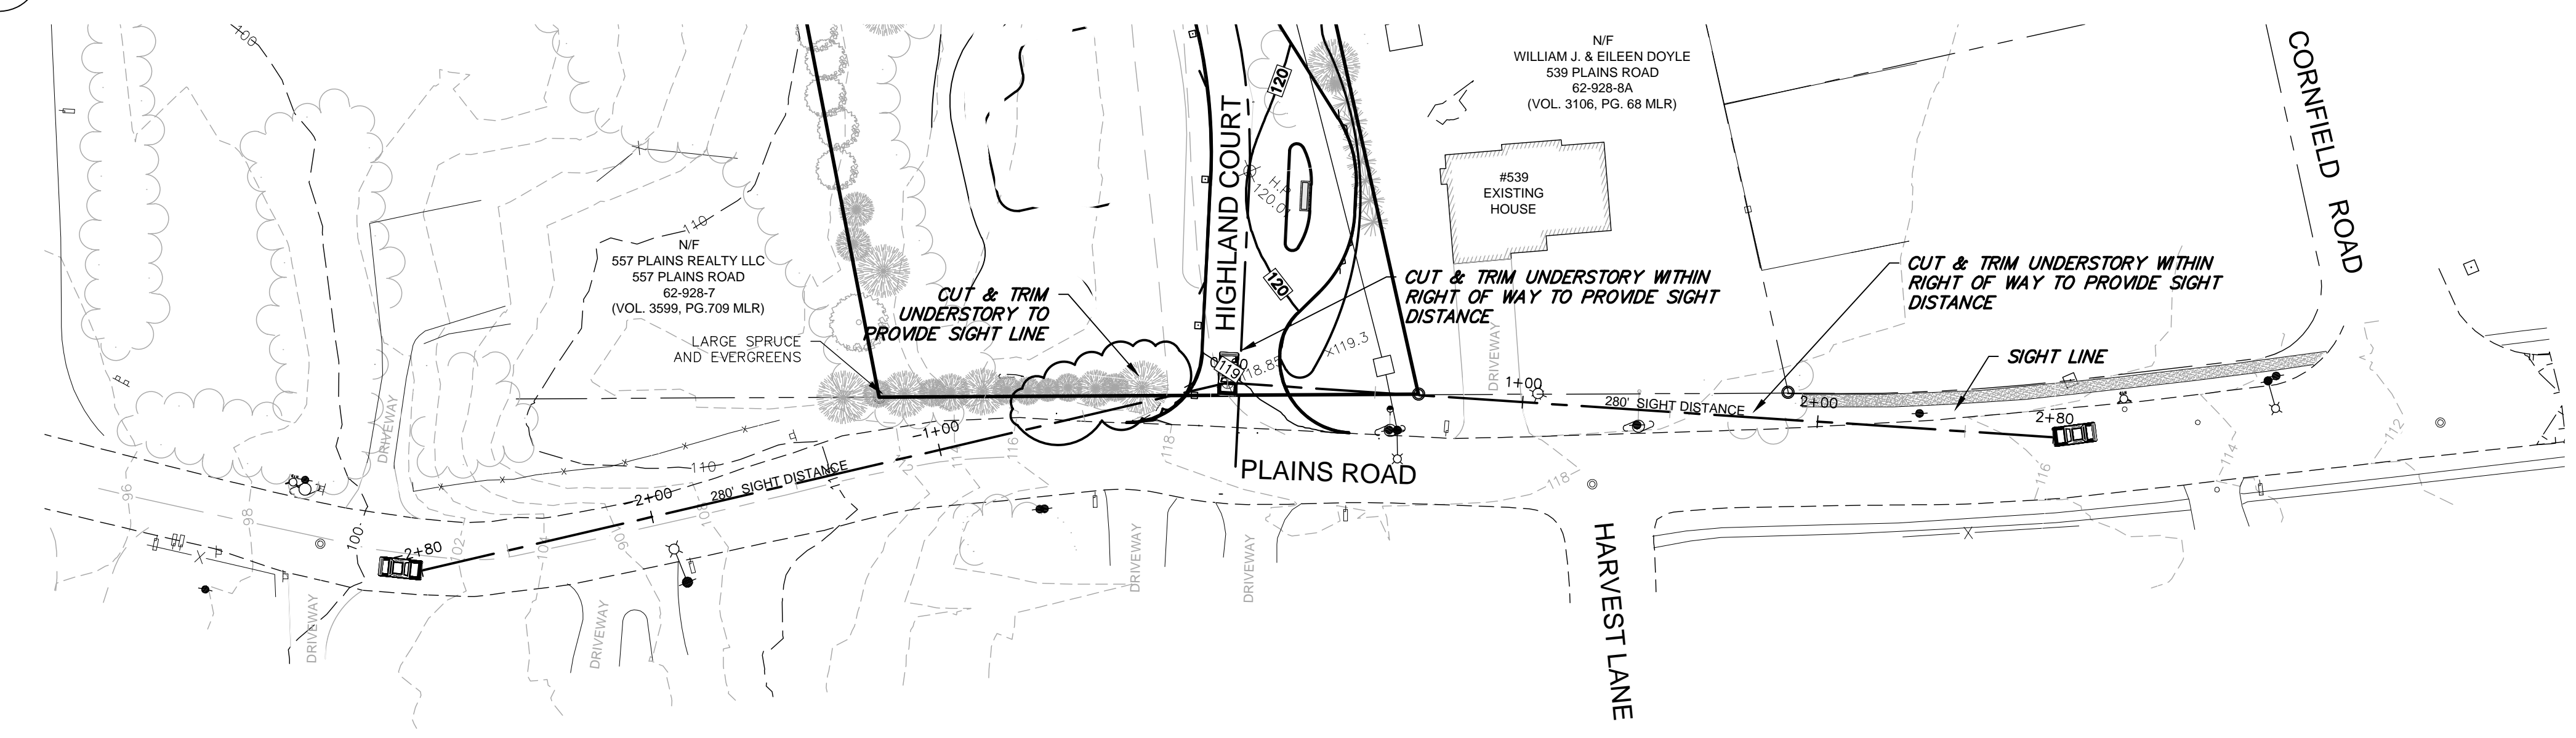 100
N/F
WILLIAM J. & EILEEN DOYLE
539 PLAINS ROAD
62-928-8A
(VOL. 3106, PG. 68 MLR)
CORNFIELD ROAD
120
HIGHLAND COURT
H.P.
120.0
#539
EXISTING
HOUSE
110
N/F
557 PLAINS REALTY LLC
557 PLAINS ROAD
62-928-7
(VOL. 3599, PG.709 MLR)
CUT & TRIM
UNDERSTORY TO
PROVIDE SIGHT LINE
120
CUT & TRIM UNDERSTORY WITHIN
RIGHT OF WAY TO PROVIDE SIGHT
DISTANCE
CUT & TRIM UNDERSTORY WITHIN
RIGHT OF WAY TO PROVIDE SIGHT
DISTANCE
LARGE SPRUCE
AND EVERGREENS
X119.3
119
DRIVEWAY
SIGHT LINE
1+00
280' SIGHT DISTANCE
2+00
2+80
DRIVEWAY
-1+00
116
118
110
280' SIGHT DISTANCE
-2+00
PLAINS ROAD
118
116
114
112
96
98
100
-2+80
102
104
106
108
DRIVEWAY
DRIVEWAY
DRIVEWAY
DRIVEWAY
HARVEST LANE